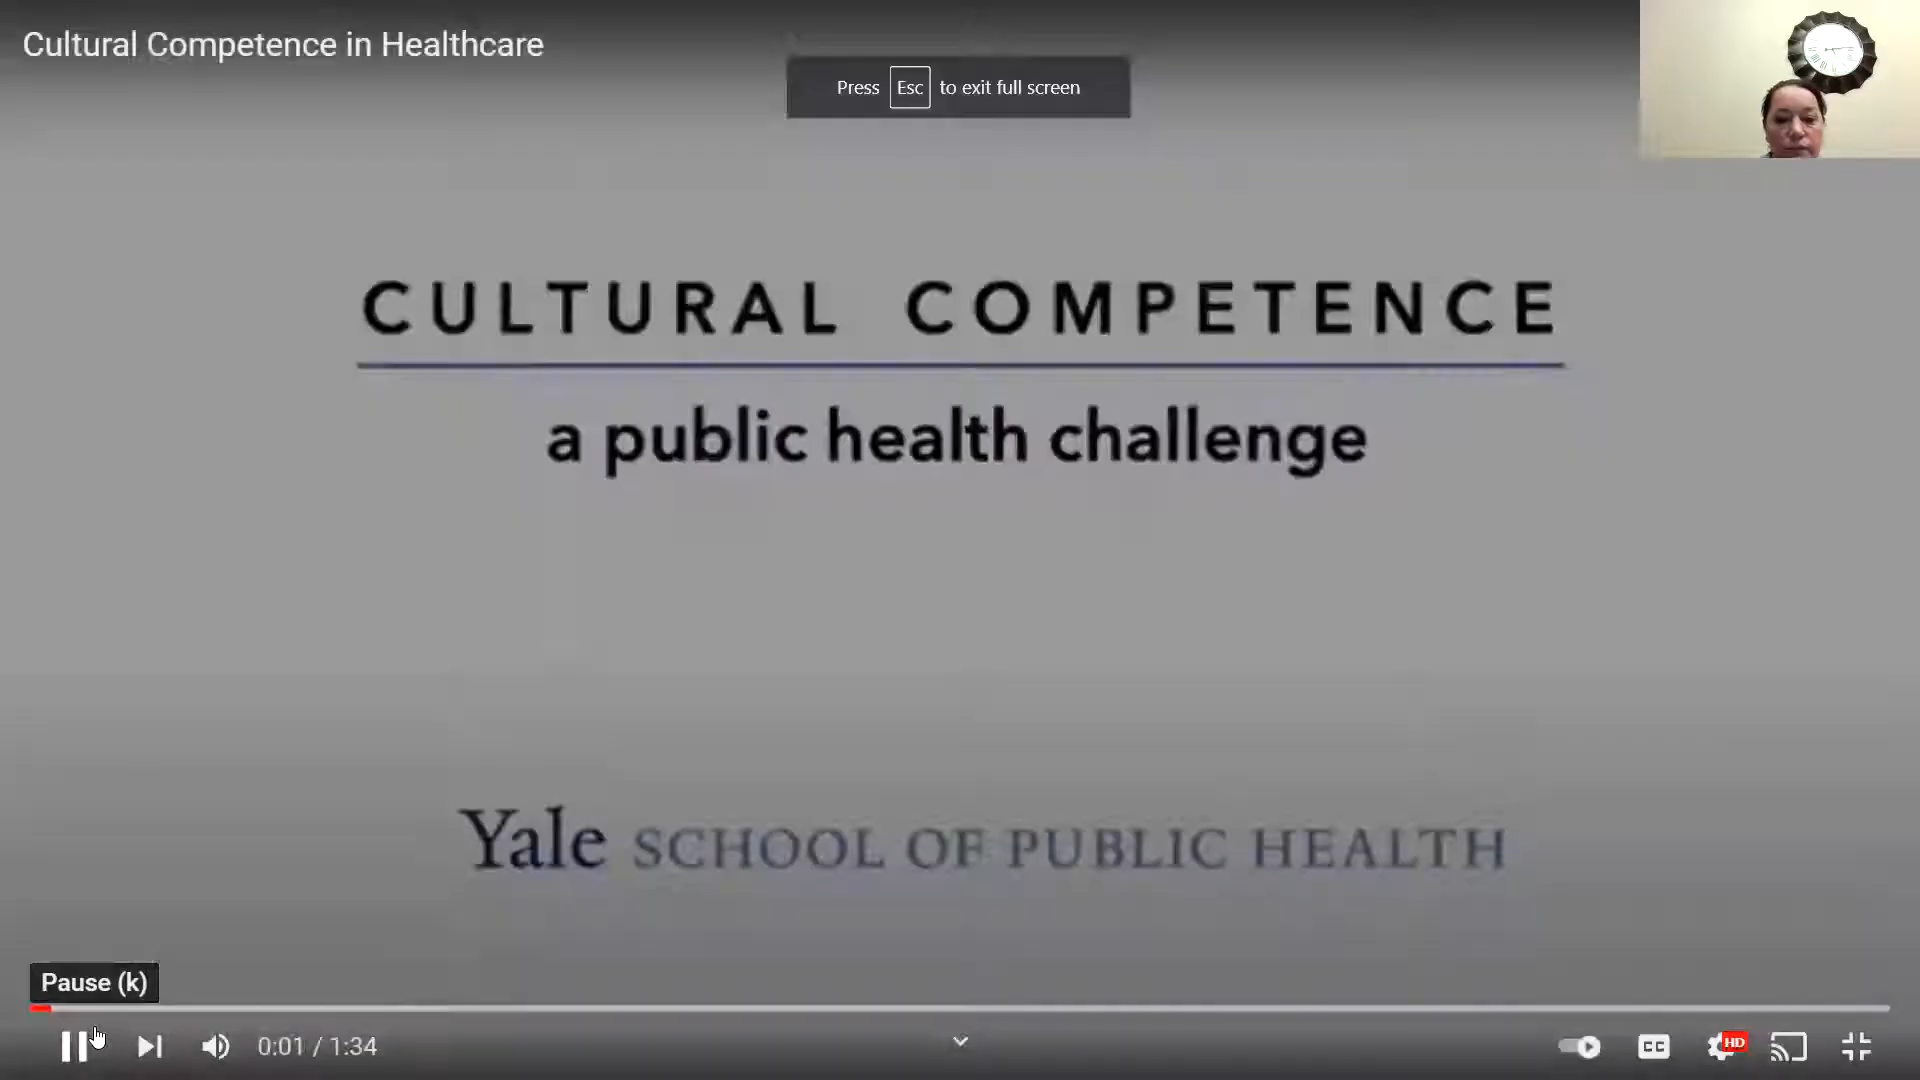 Cultural Competence in Healthcare
Press Esc to exit full screen
CULTURAL COMPETENCE
a public health challenge
Yale SCHOOL OF PUBLIC HEALTH
Pause (k)
0:01 / 1:34
CC
HD